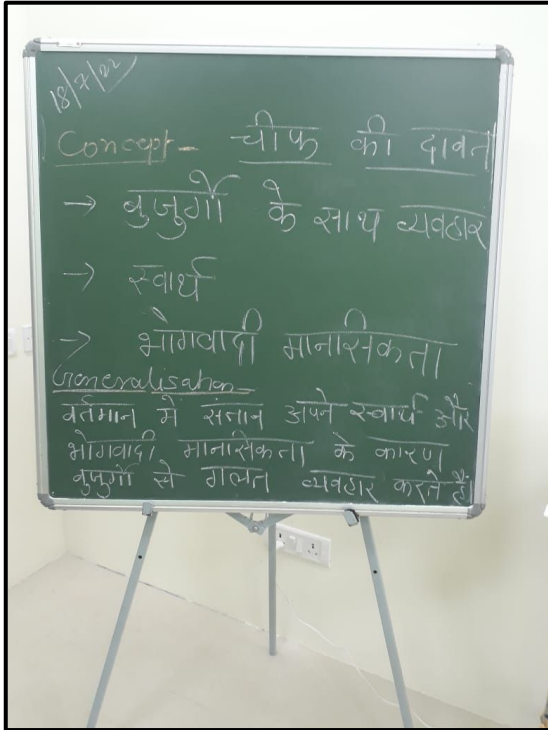 18/7/22
Concept - चीफ की दावत
→ बुजुर्गों के साथ व्यवहार
→ स्वार्थ
→ भोगवादी मानसिकता
Generalisation -
वर्तमान में संतान अपने स्वार्थ और
भोगवादी मानसिकता के कारण
बुजुर्गों से गलत व्यवहार करते हैं।